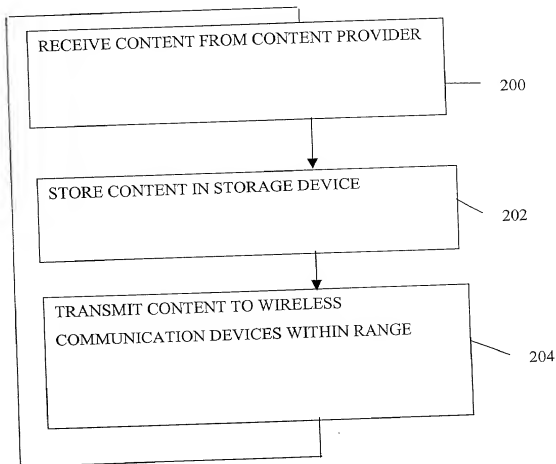 RECEIVE CONTENT FROM CONTENT PROVIDER
200
STORE CONTENT IN STORAGE DEVICE
202
TRANSMIT CONTENT TO WIRELESS
COMMUNICATION DEVICES WITHIN RANGE
204